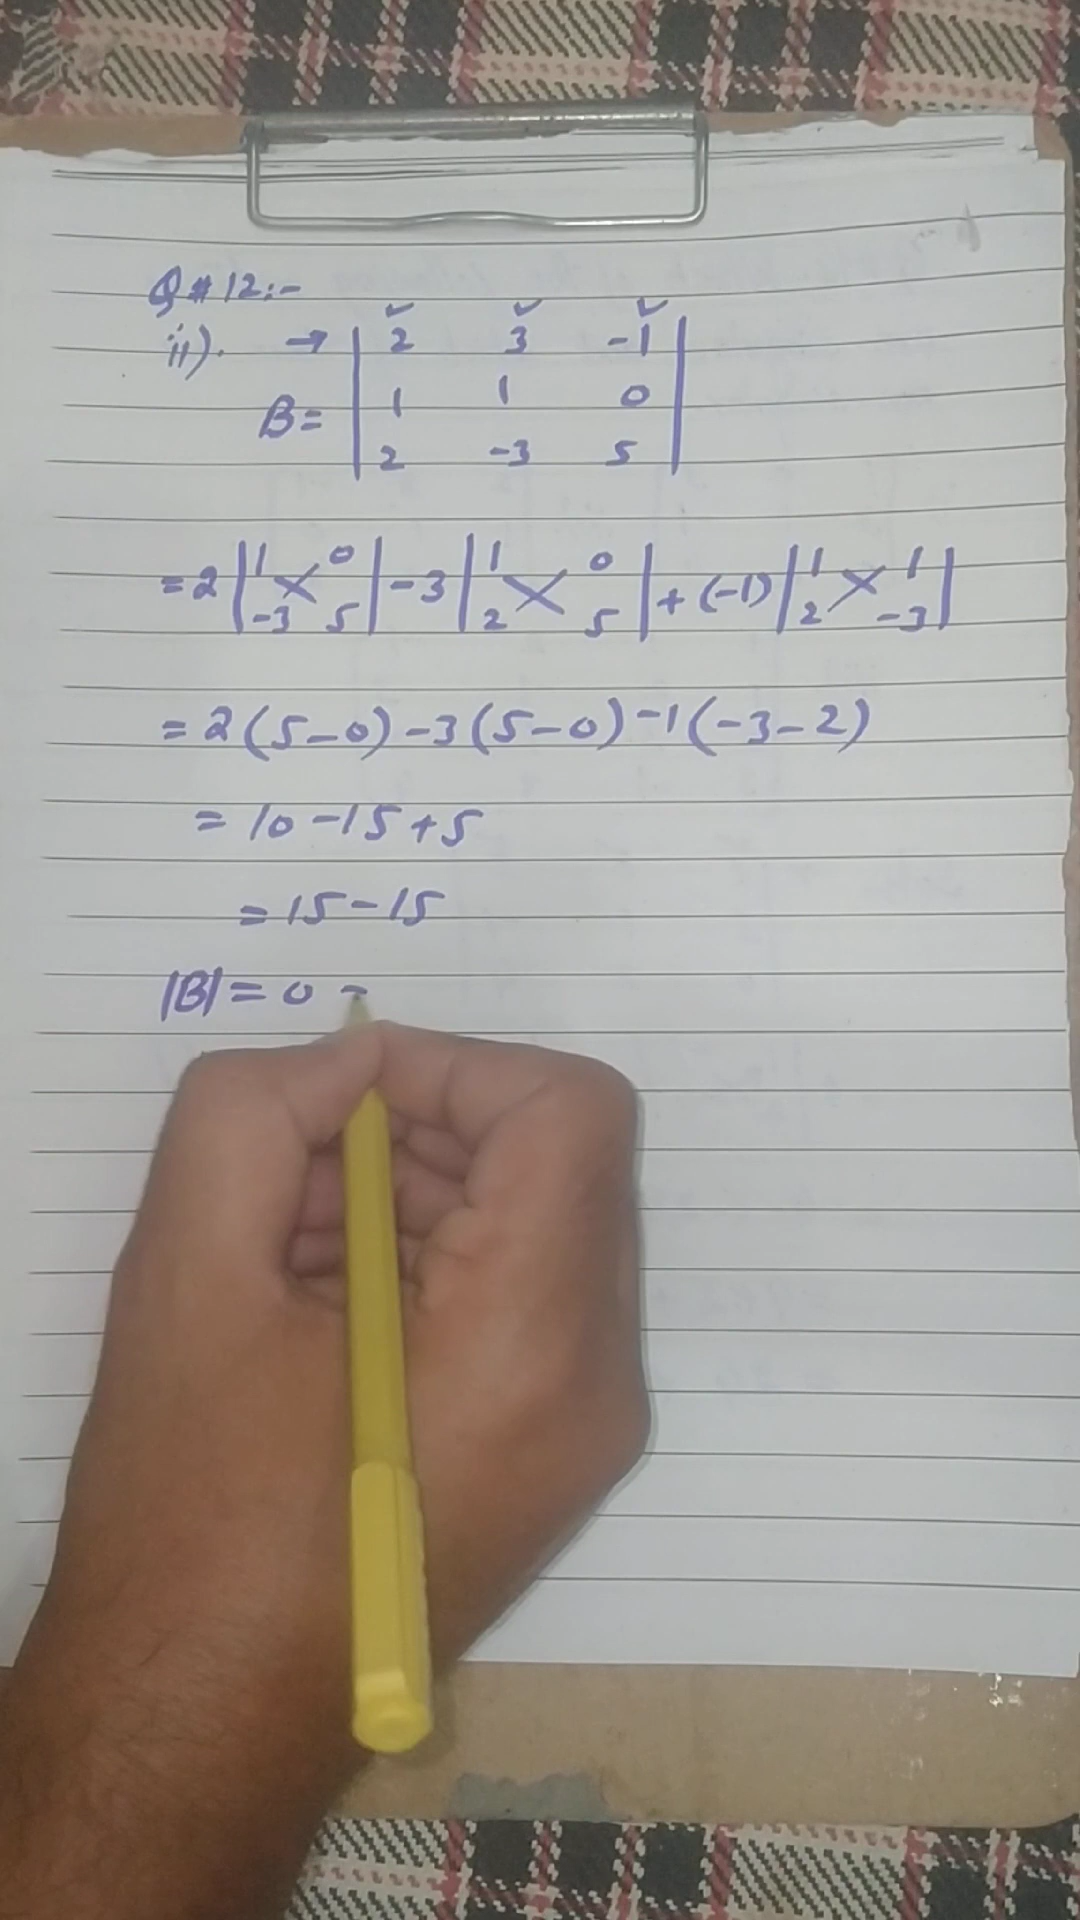 Q # 12:-
ii). → | 2 3 -1 |
B = | 1 1 0 |
| 2 -3 5 |
= 2 | 1 0 | - 3 | 1 0 | + (-1) | 1 1 |
| -3 5 | | 2 5 | | 2 -3 |
= 2 (5-0) - 3 (5-0) - 1 (-3-2)
= 10 - 15 + 5
= 15 - 15
|B| = 0 -